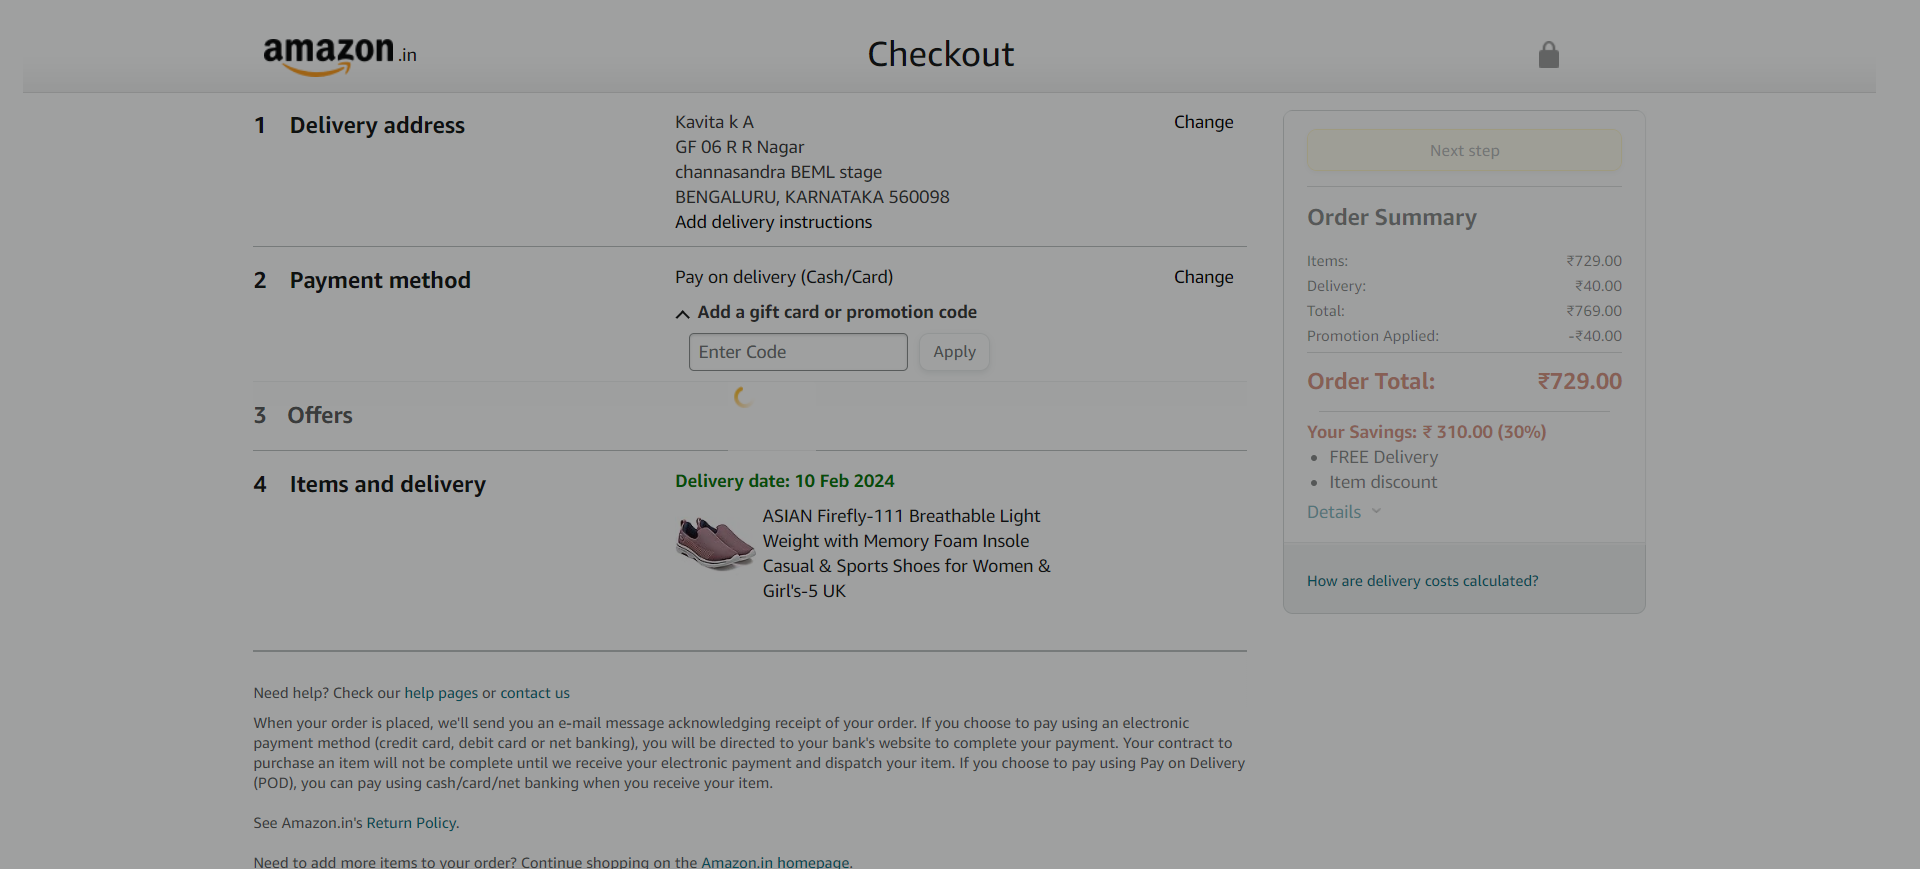 amazon.in
Checkout
1 Delivery address
Kavita k A
GF 06 R R Nagar
channasandra BEML stage
BENGALURU, KARNATAKA 560098
Add delivery instructions
Change
2 Payment method
Pay on delivery (Cash/Card)
Change
Add a gift card or promotion code
Enter Code
Apply
3 Offers
4 Items and delivery
Delivery date: 10 Feb 2024
ASIAN Firefly-111 Breathable Light
Weight with Memory Foam Insole
Casual & Sports Shoes for Women &
Girl's-5 UK
Next step
Order Summary
Items: ₹729.00
Delivery: ₹40.00
Total: ₹769.00
Promotion Applied: -₹40.00
Order Total: ₹729.00
Your Savings: ₹ 310.00 (30%)
• FREE Delivery
• Item discount
Details
How are delivery costs calculated?
Need help? Check our help pages or contact us
When your order is placed, we'll send you an e-mail message acknowledging receipt of your order. If you choose to pay using an electronic
payment method (credit card, debit card or net banking), you will be directed to your bank's website to complete your payment. Your contract to
purchase an item will not be complete until we receive your electronic payment and dispatch your item. If you choose to pay using Pay on Delivery
(POD), you can pay using cash/card/net banking when you receive your item.
See Amazon.in's Return Policy.
Need to add more items to your order? Continue shopping on the Amazon.in homepage.